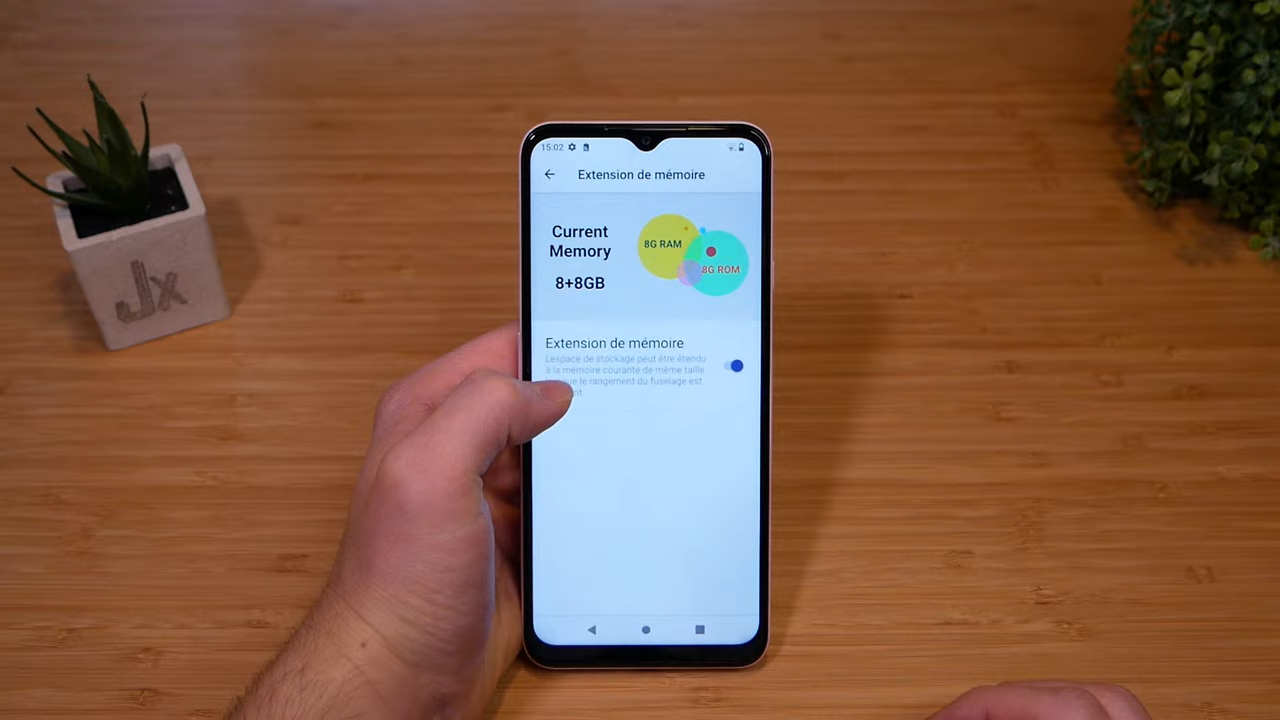 Jx
15.02
Extension de mémoire
Current
Memory
8+8GB
8G RAM
8G ROM
Extension de mémoire
L'espace de stockage peut être étendu
à la mémoire courante de même taille
le rangement du fuselage est